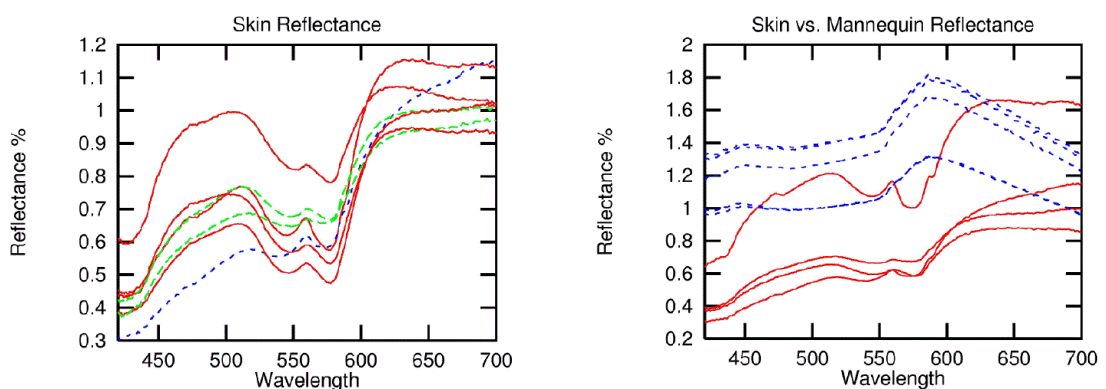 Skin Reflectance
1.2
1.1
1
0.9
0.8
0.7
0.6
0.5
0.4
0.3
Reflectance %
450 500 550 600 650 700
Wavelength
Skin vs. Mannequin Reflectance
2
1.8
1.6
1.4
1.2
1
0.8
0.6
0.4
0.2
Reflectance %
450 500 550 600 650 700
Wavelength